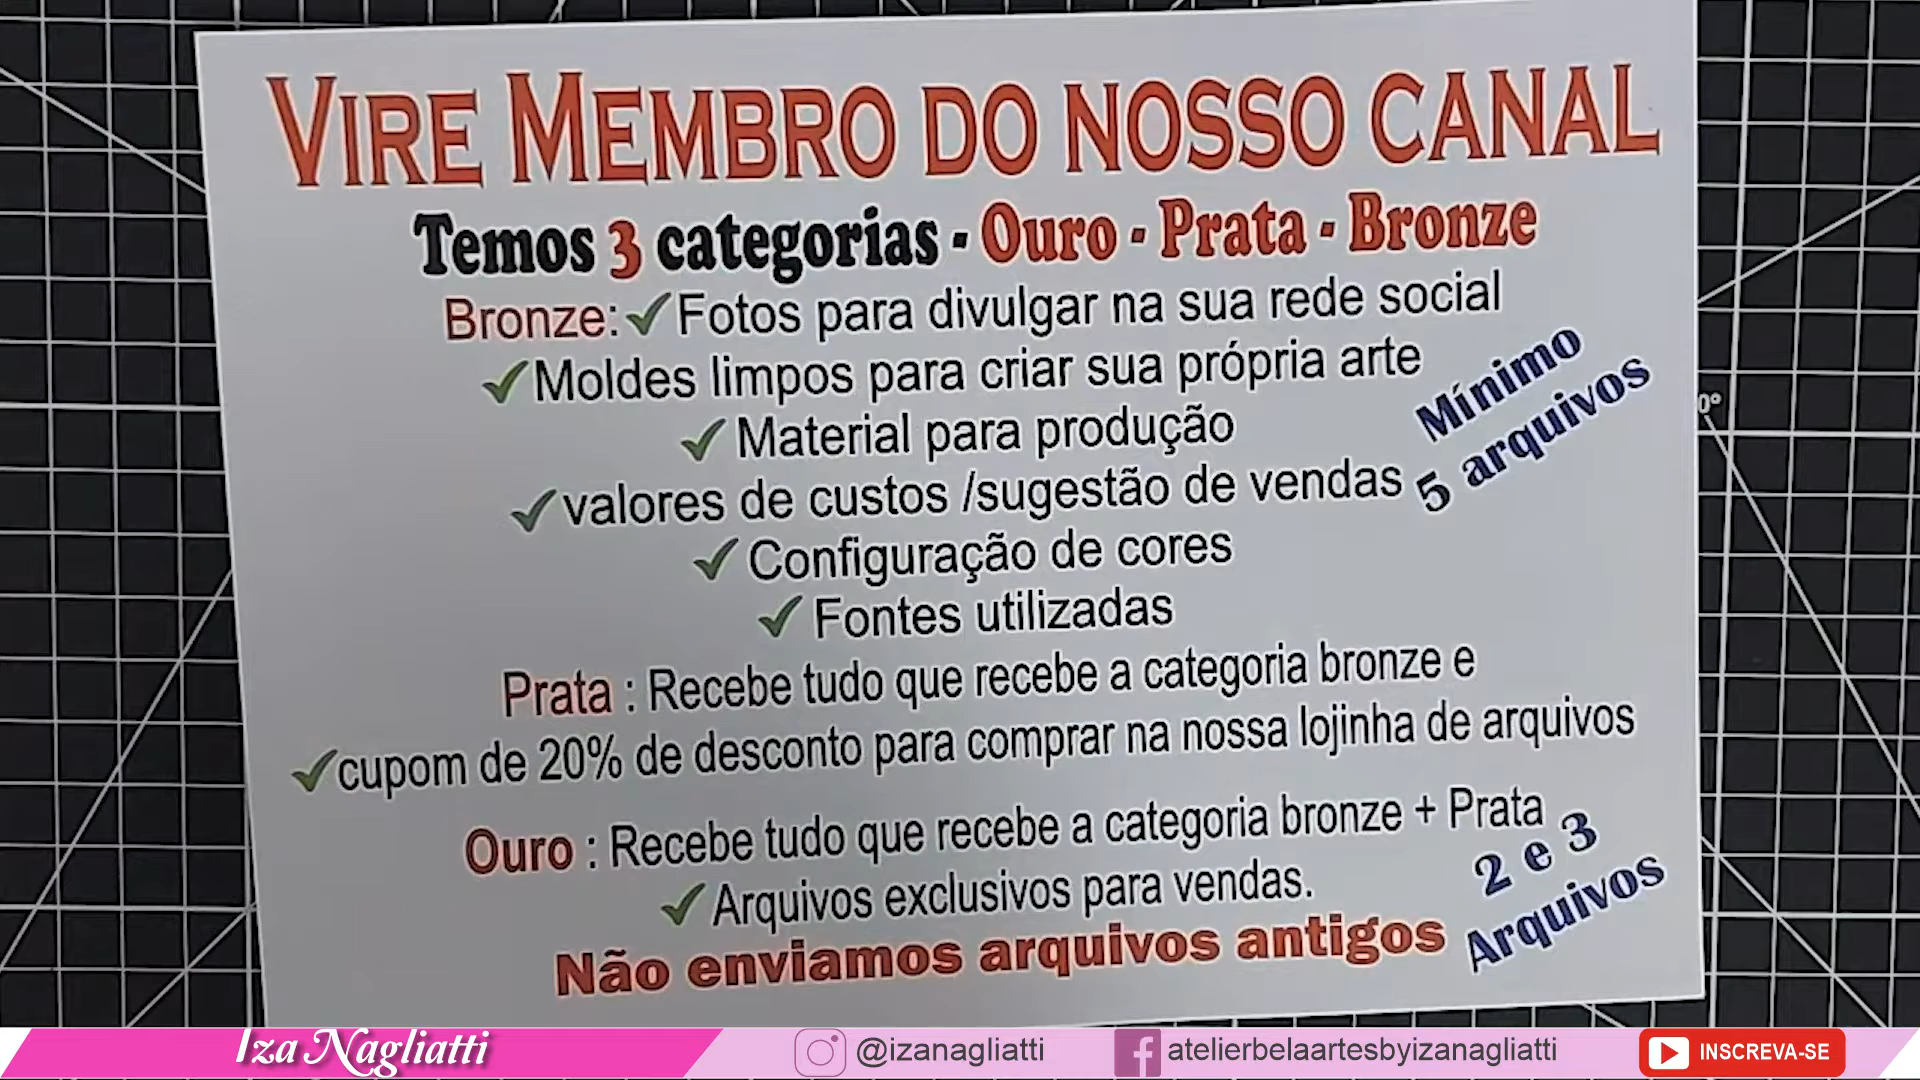 VIRE MEMBRO DO NOSSO CANAL
Temos 3 categorias - Ouro - Prata - Bronze
Bronze: ✓Fotos para divulgar na sua rede social
✓Moldes limpos para criar sua própria arte
✓Material para produção
✓valores de custos /sugestão de vendas
Mínimo
5 arquivos
✓Configuração de cores
✓Fontes utilizadas
Prata : Recebe tudo que recebe a categoria bronze e
✓cupom de 20% de desconto para comprar na nossa lojinha de arquivos
Ouro : Recebe tudo que recebe a categoria bronze + Prata
✓Arquivos exclusivos para vendas.
2 e 3
Arquivos
Não enviamos arquivos antigos
0°
Iza Nagliatti
@izanagliatti
atelierbelaartesbyizanagliatti
INSCREVA-SE